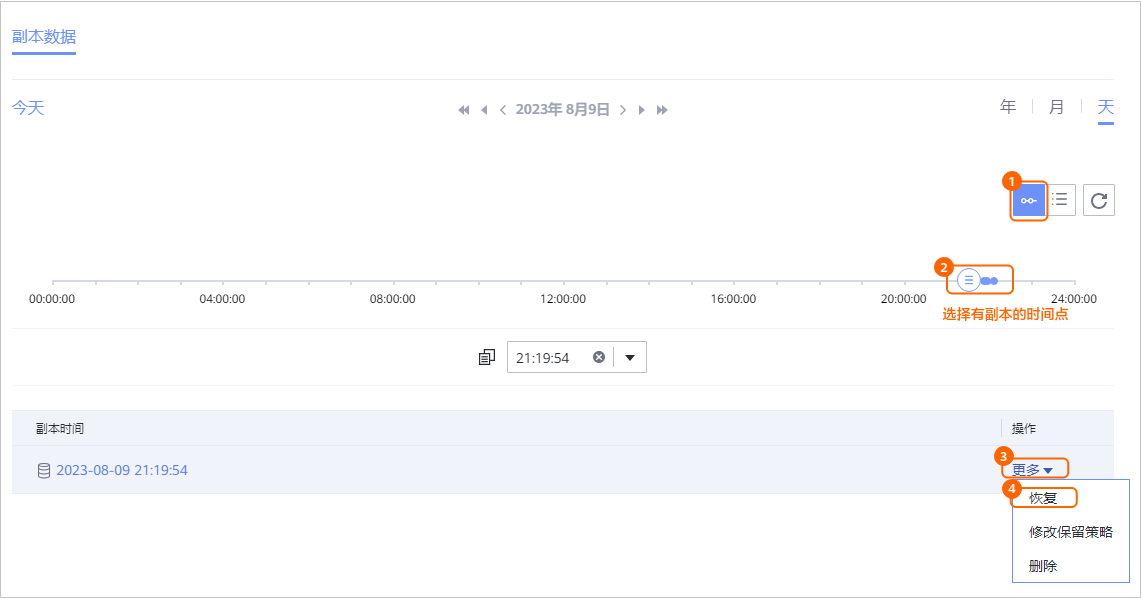 副本数据
今天
2023年 8月9日
年 月 天
1
2
00:00:00 04:00:00 08:00:00 12:00:00 16:00:00 20:00:00 24:00:00
选择有副本的时间点
21:19:54
副本时间 操作
3
2023-08-09 21:19:54 更多
4
恢复
修改保留策略
删除